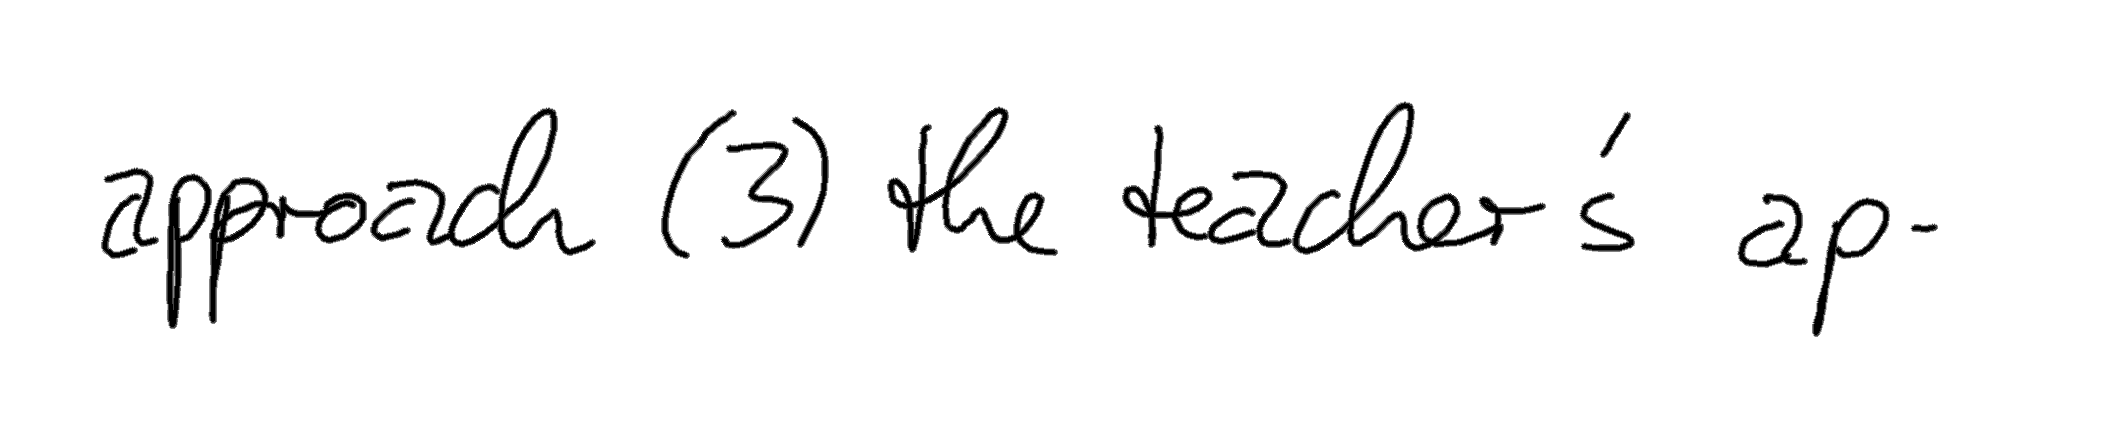 approach (3) the teacher's ap-